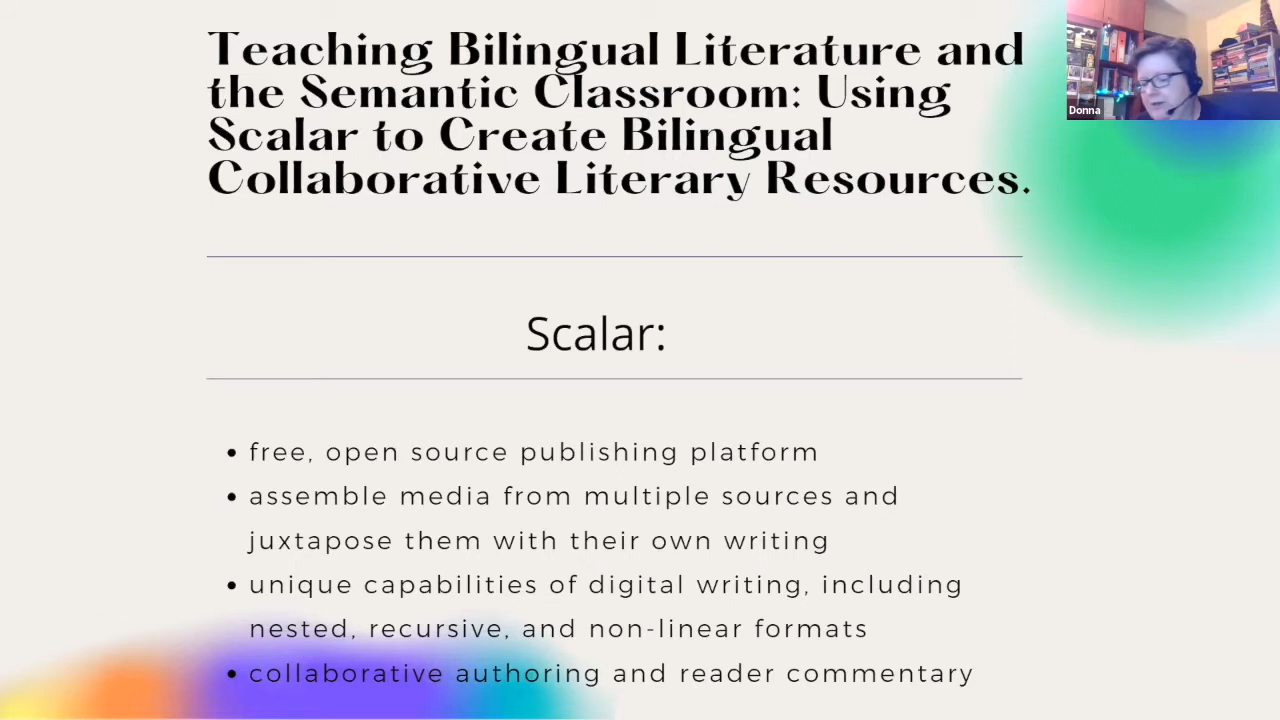 Teaching Bilingual Literature and
the Semantic Classroom: Using
Scalar to Create Bilingual
Collaborative Literary Resources.
Donna
Scalar:
• free, open source publishing platform
• assemble media from multiple sources and
juxtapose them with their own writing
• unique capabilities of digital writing, including
nested, recursive, and non-linear formats
• collaborative authoring and reader commentary